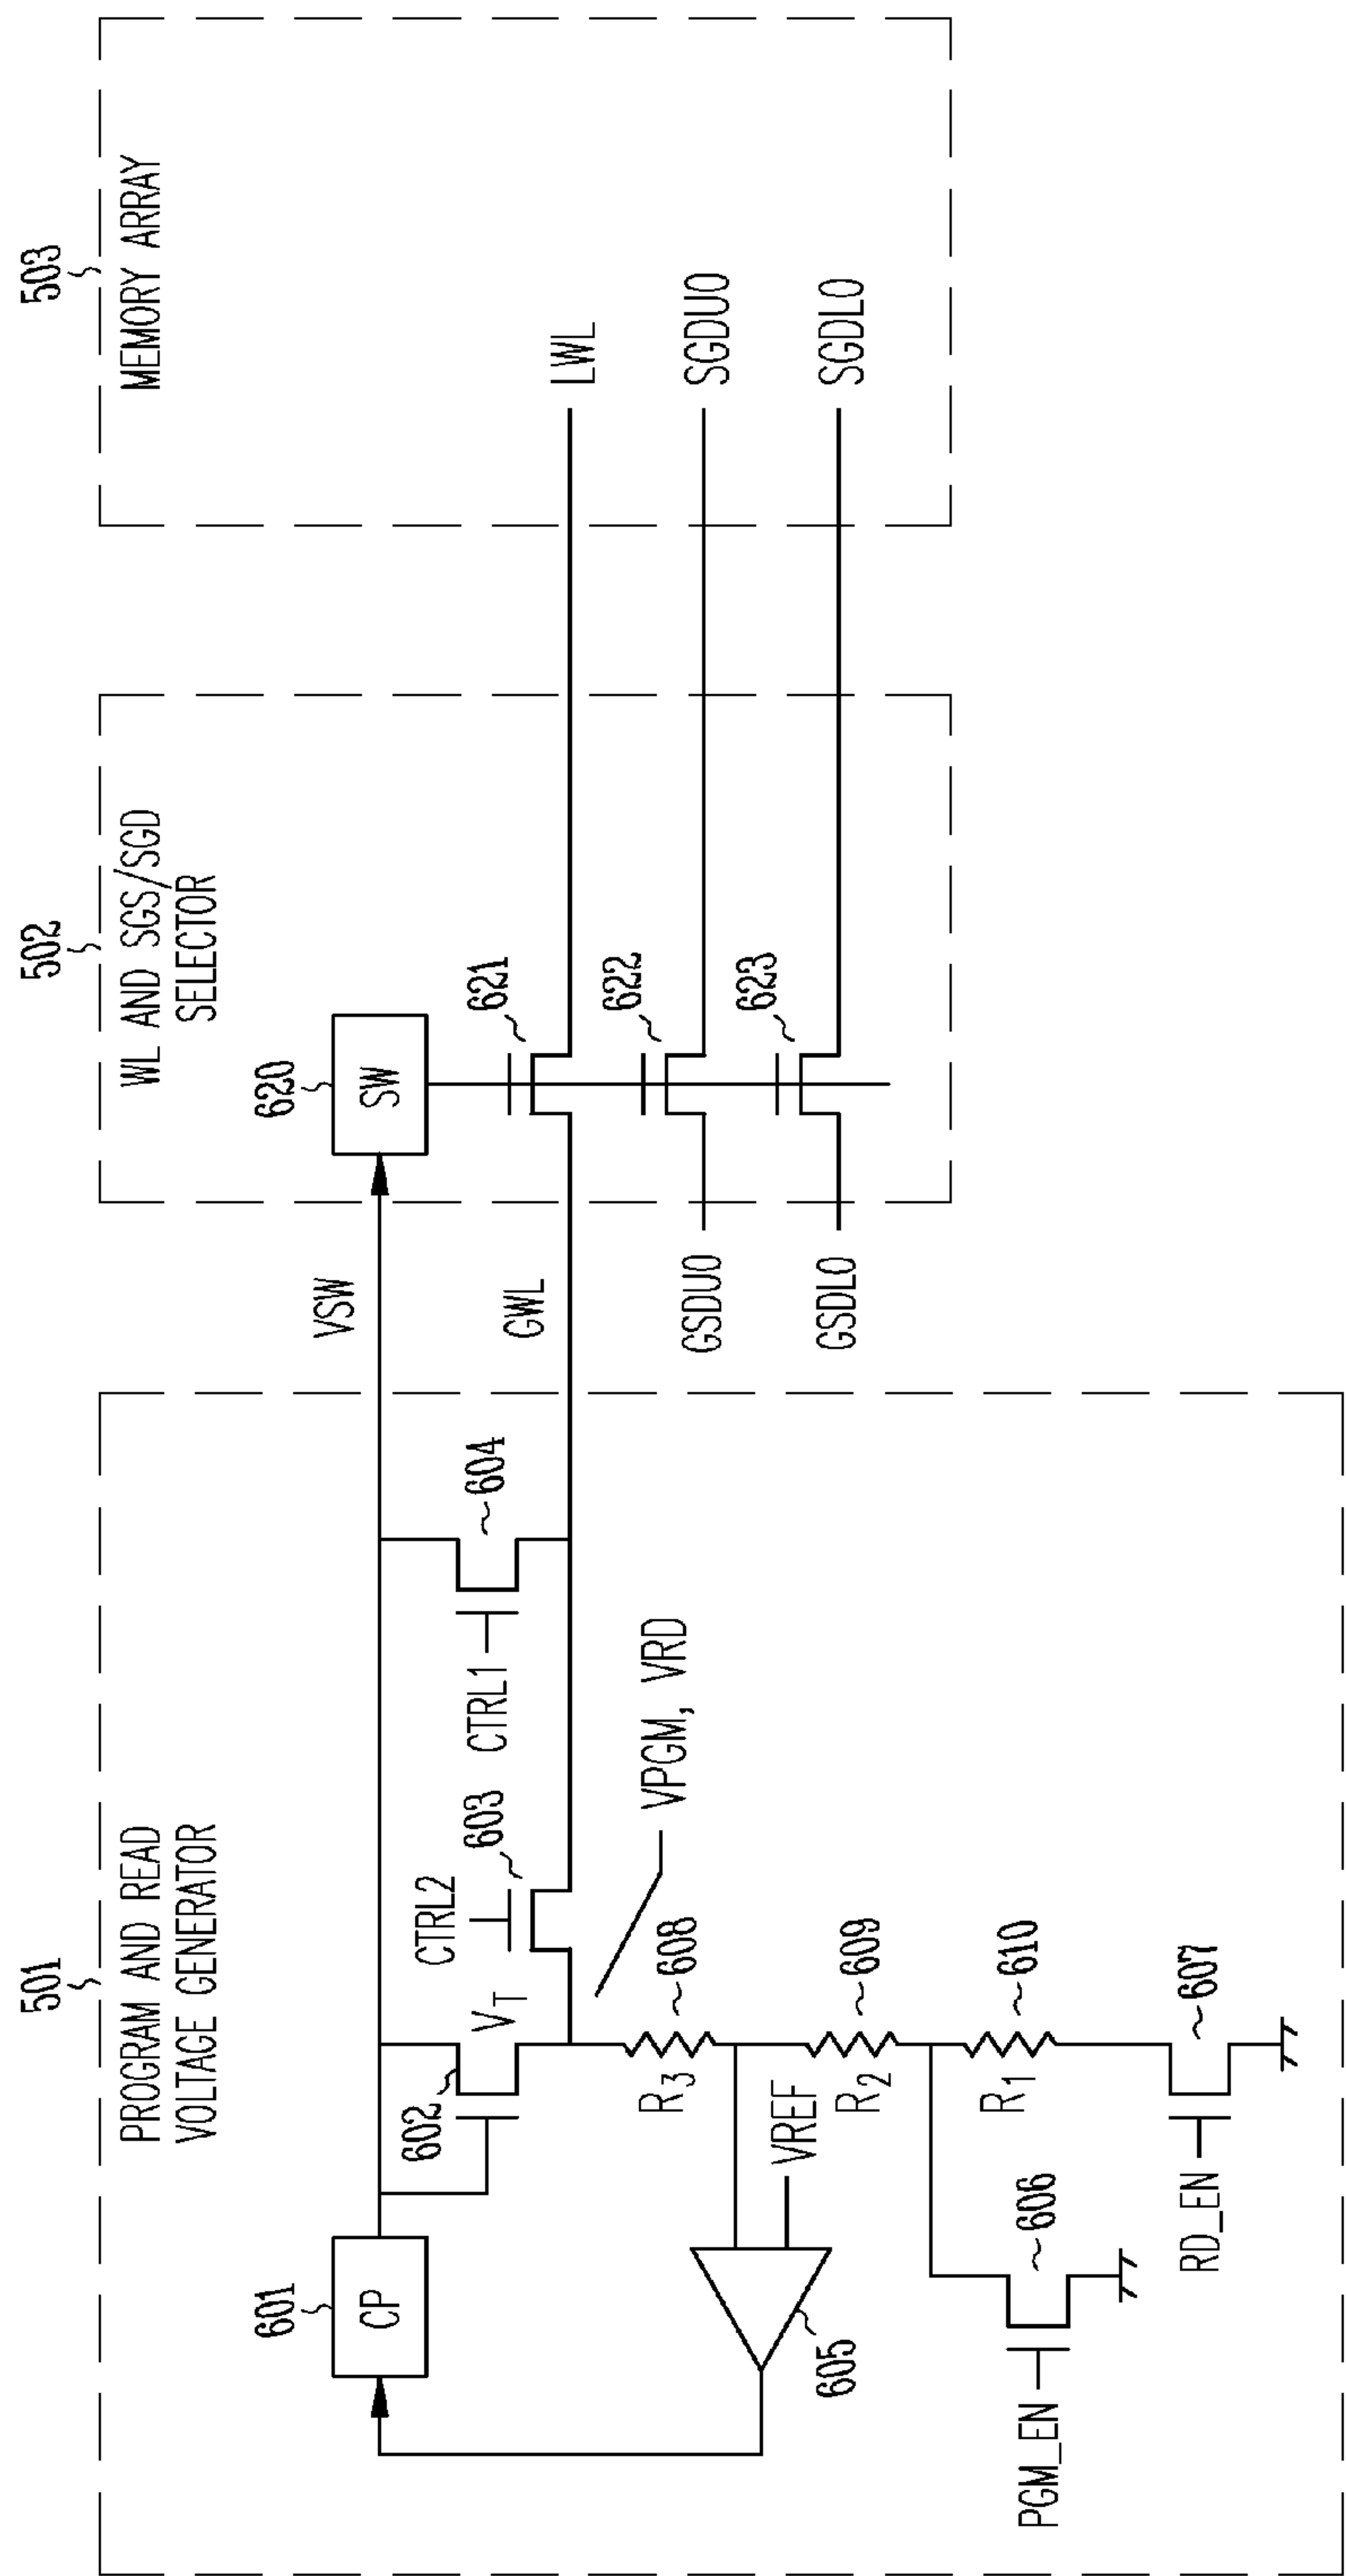 501
PROGRAM AND READ
VOLTAGE GENERATOR
601
CP
602
VT
CTRL2
603
CTRL1
604
VPGM, VRD
R3
608
VREF
605
R2
609
R1
610
PGM_EN
606
RD_EN
607
VSW
GWL
GSDU0
GSDL0
502
WL AND SGS/SGD
SELECTOR
620
SW
621
622
623
503
MEMORY ARRAY
LWL
SGDU0
SGDL0